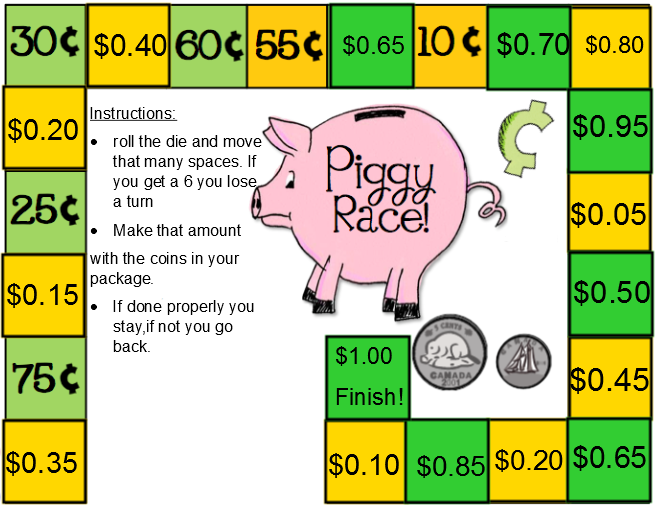 30¢ $0.40 60¢ 55¢ $0.65 10¢ $0.70 $0.80
$0.20
25¢
$0.15
75¢
$0.35
Instructions:
• roll the die and move
that many spaces. If
you get a 6 you lose
a turn
• Make that amount
with the coins in your
package.
• If done properly you
stay,if not you go
back.
Piggy
Race!
¢
$0.95
$0.05
$0.50
$0.45
$0.65
$0.20
$0.85
$0.10
$1.00
Finish!
5 CENTS
CANADA
2001
CANADA